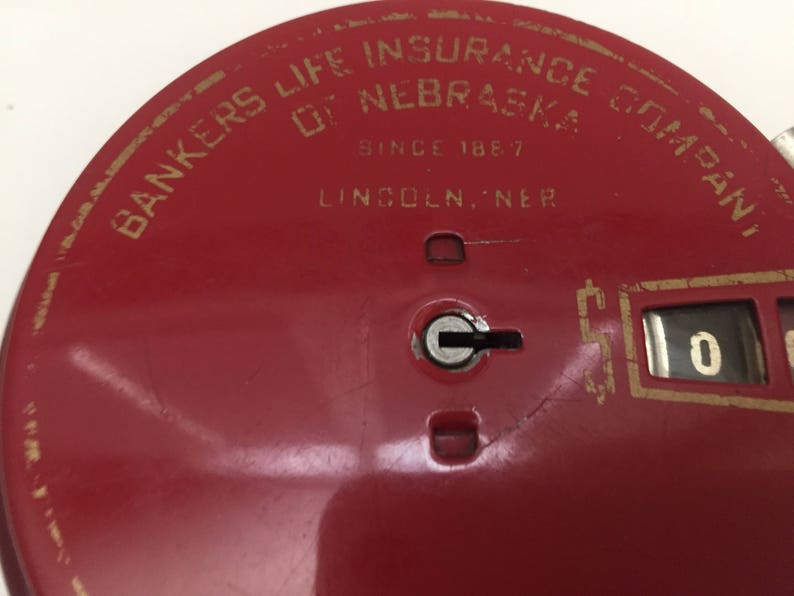 BANKERS LIFE INSURANCE COMPANY
OF NEBRASKA
SINCE 1887
LINCOLN, NEB
$ 0